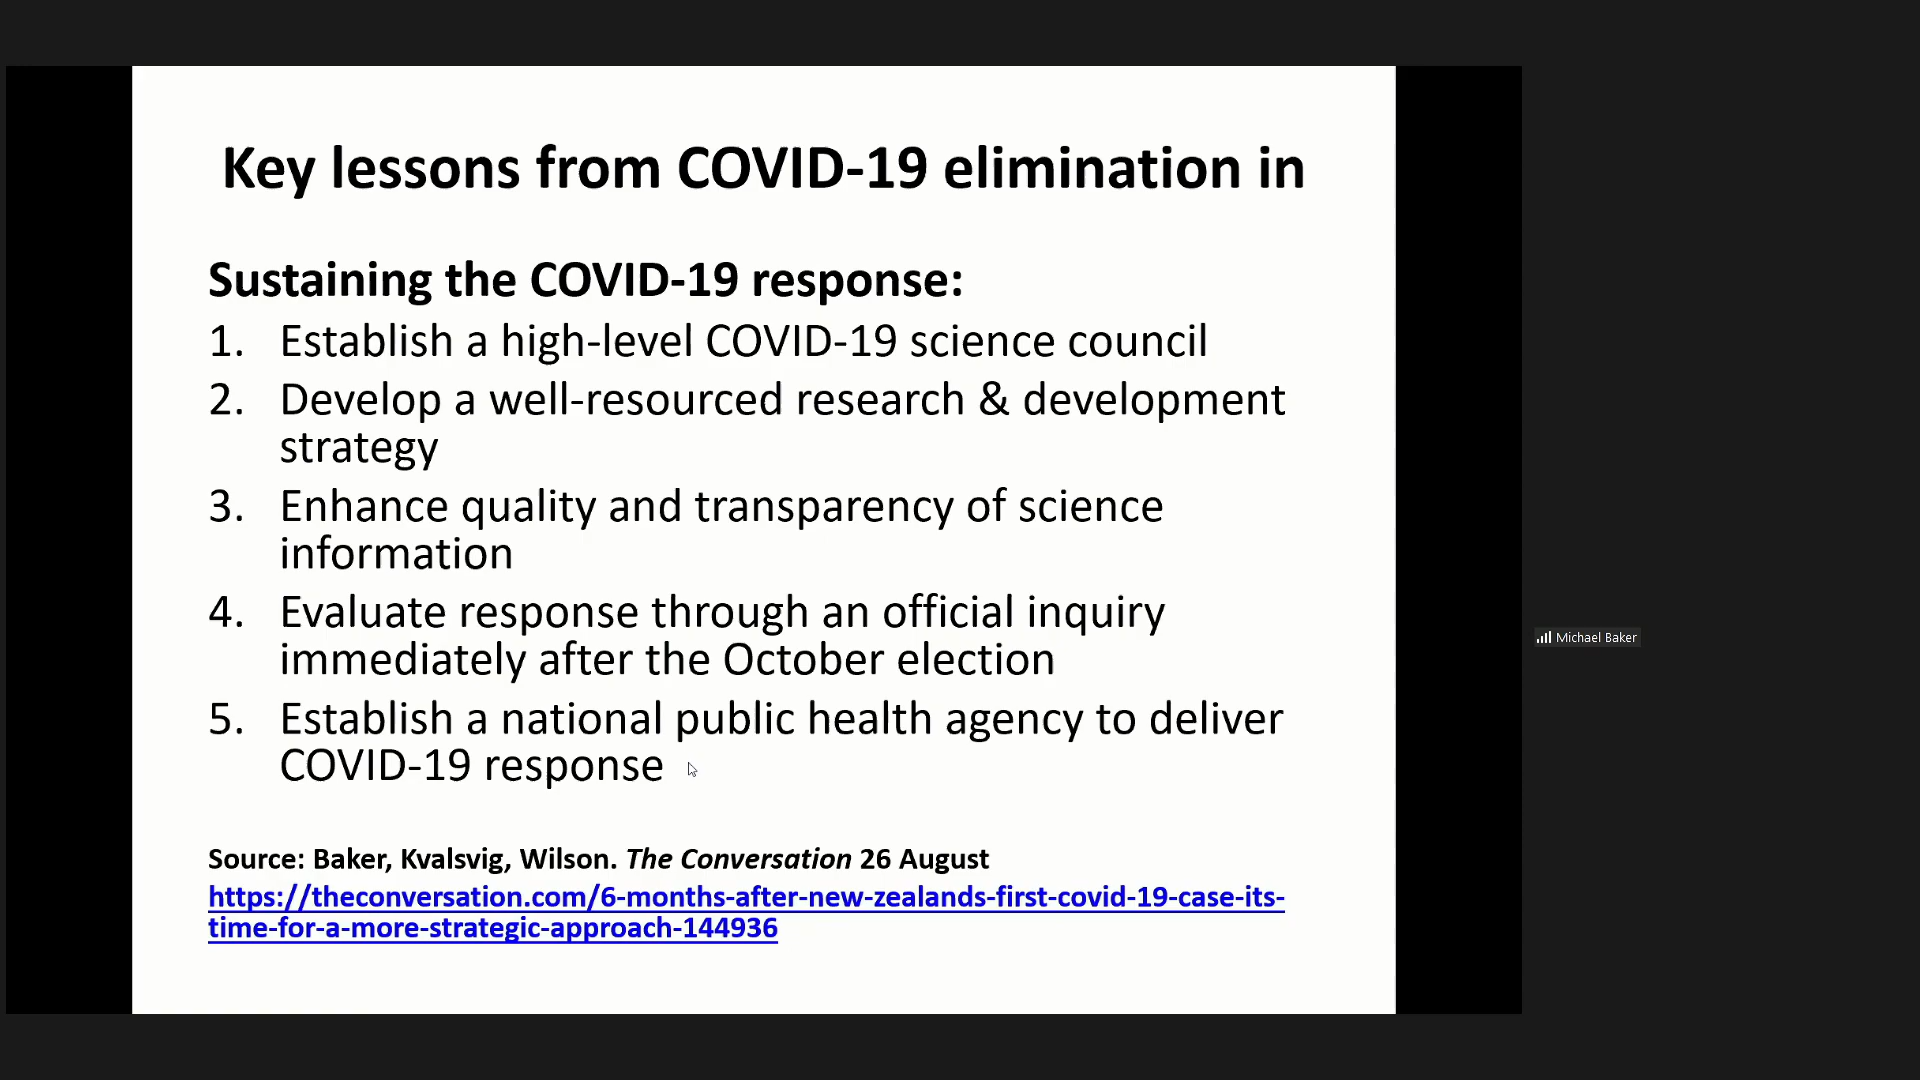 Key lessons from COVID-19 elimination in
Sustaining the COVID-19 response:
1. Establish a high-level COVID-19 science council
2. Develop a well-resourced research & development
strategy
3. Enhance quality and transparency of science
information
4. Evaluate response through an official inquiry
immediately after the October election
5. Establish a national public health agency to deliver
COVID-19 response
Source: Baker, Kvalsvig, Wilson. The Conversation 26 August
https://theconversation.com/6-months-after-new-zealands-first-covid-19-case-its-
time-for-a-more-strategic-approach-144936
Michael Baker